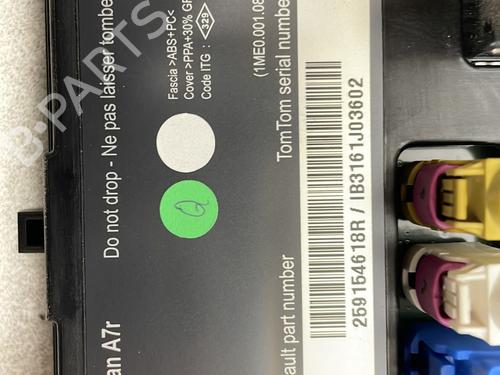 Do not drop - Ne pas laisser tombe
Fascia >ABS+PC<
Cover >PPA+30% GF
Code ITG : <329>
(1ME0.001.08
TomTom serial number
259154618R / IB3161J03602
ault part number
an A7r
Q
B-PARTS